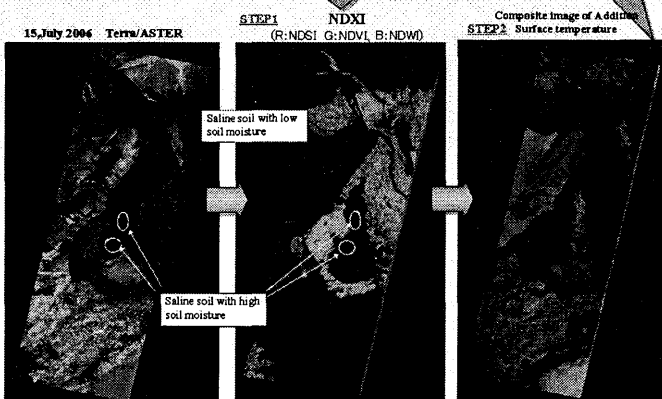 15,July 2006 Terra/ASTER
STEP1 NDXI
(R:NDSI G:NDVI, B:NDWI)
Composite image of Addition
STEP2 Surface temperature
Saline soil with low
soil moisture
Saline soil with high
soil moisture